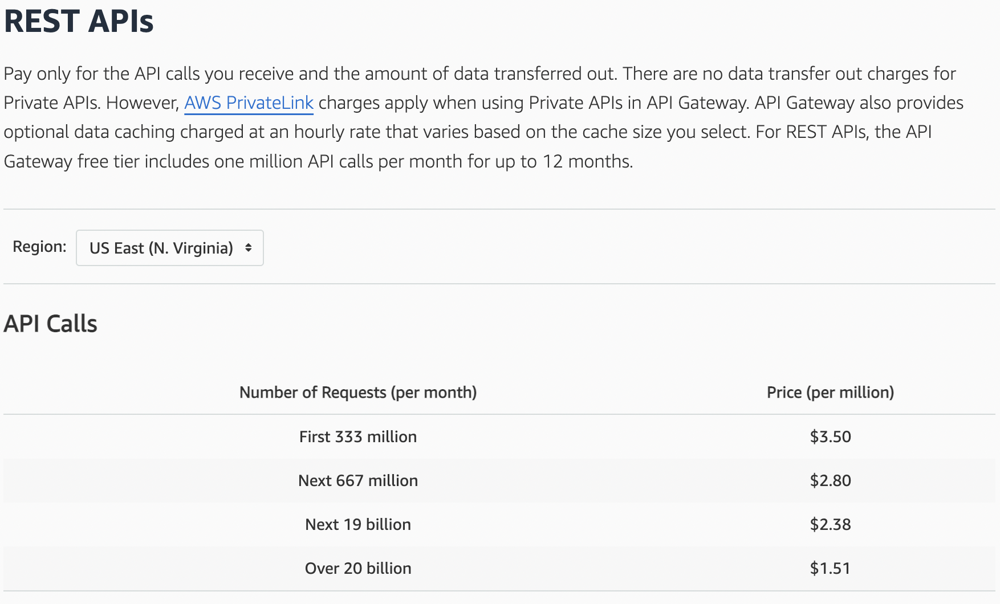 REST APIs
Pay only for the API calls you receive and the amount of data transferred out. There are no data transfer out charges for
Private APIs. However, AWS PrivateLink charges apply when using Private APIs in API Gateway. API Gateway also provides
optional data caching charged at an hourly rate that varies based on the cache size you select. For REST APIs, the API
Gateway free tier includes one million API calls per month for up to 12 months.
Region: US East (N. Virginia)
API Calls
Number of Requests (per month) Price (per million)
First 333 million $3.50
Next 667 million $2.80
Next 19 billion $2.38
Over 20 billion $1.51